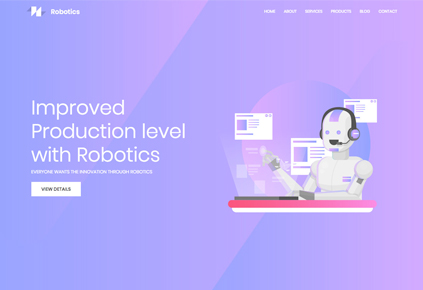 Robotics
HOME ABOUT SERVICES PRODUCTS BLOG CONTACT
Improved
Production level
with Robotics
EVERYONE WANTS THE INNOVATION THROUGH ROBOTICS
VIEW DETAILS